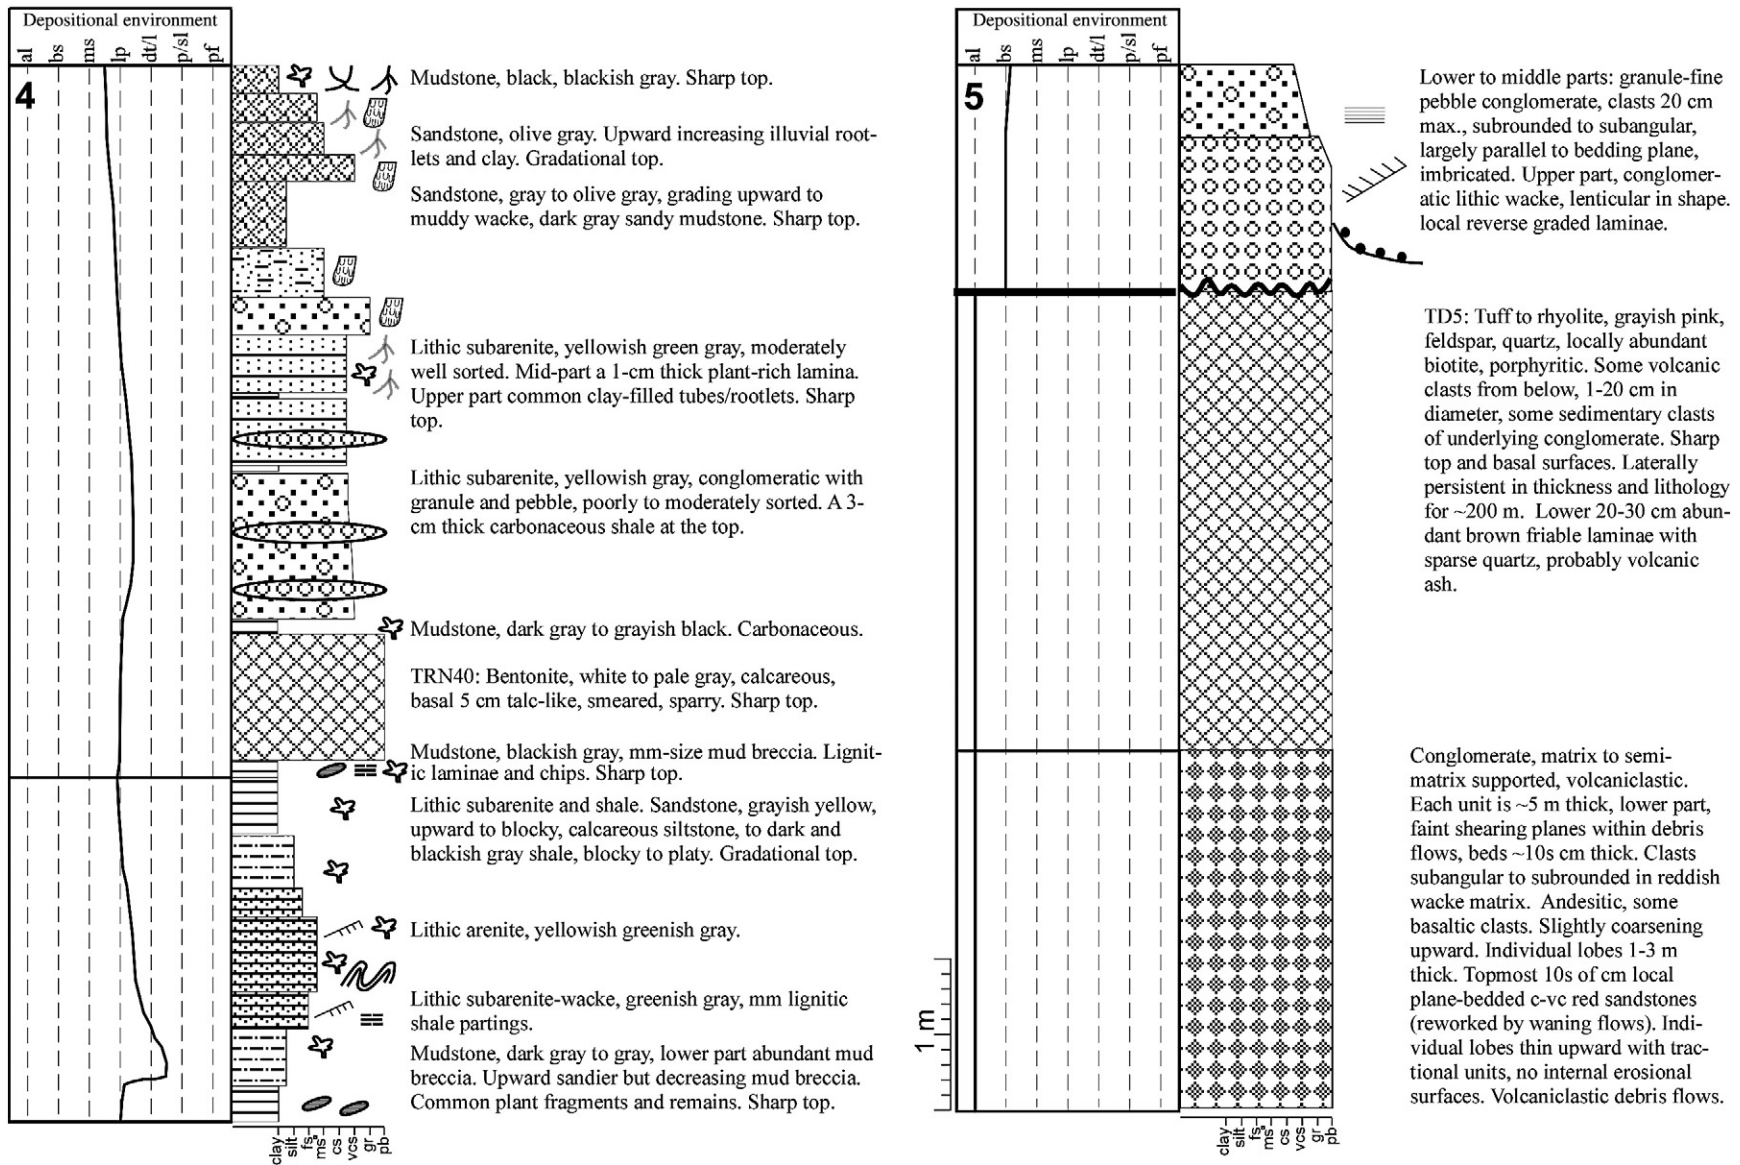 Depositional environment
al
bs
ms
lp
dt/l
p/sl
pf
4
Mudstone, black, blackish gray. Sharp top.
Sandstone, olive gray. Upward increasing illuvial root-
lets and clay. Gradational top.
Sandstone, gray to olive gray, grading upward to
muddy wacke, dark gray sandy mudstone. Sharp top.
Lithic subarenite, yellowish green gray, moderately
well sorted. Mid-part a 1-cm thick plant-rich lamina.
Upper part common clay-filled tubes/rootlets. Sharp
top.
Lithic subarenite, yellowish gray, conglomeratic with
granule and pebble, poorly to moderately sorted. A 3-
cm thick carbonaceous shale at the top.
Mudstone, dark gray to grayish black. Carbonaceous.
TRN40: Bentonite, white to pale gray, calcareous,
basal 5 cm talc-like, smeared, sparry. Sharp top.
Mudstone, blackish gray, mm-size mud breccia. Lignit-
ic laminae and chips. Sharp top.
Lithic subarenite and shale. Sandstone, grayish yellow,
upward to blocky, calcareous siltstone, to dark and
blackish gray shale, blocky to platy. Gradational top.
Lithic arenite, yellowish greenish gray.
Lithic subarenite-wacke, greenish gray, mm lignitic
shale partings.
Mudstone, dark gray to gray, lower part abundant mud
breccia. Upward sandier but decreasing mud breccia.
Common plant fragments and remains. Sharp top.
clay
silt
fs
ms
cs
vcs
gr
pb
Depositional environment
al
bs
ms
lp
dt/l
p/sl
pf
5
Lower to middle parts: granule-fine
pebble conglomerate, clasts 20 cm
max., subrounded to subangular,
largely parallel to bedding plane,
imbricated. Upper part, conglomer-
atic lithic wacke, lenticular in shape.
local reverse graded laminae.
TD5: Tuff to rhyolite, grayish pink,
feldspar, quartz, locally abundant
biotite, porphyritic. Some volcanic
clasts from below, 1-20 cm in
diameter, some sedimentary clasts
of underlying conglomerate. Sharp
top and basal surfaces. Laterally
persistent in thickness and lithology
for ~200 m. Lower 20-30 cm abun-
dant brown friable laminae with
sparse quartz, probably volcanic
ash.
Conglomerate, matrix to semi-
matrix supported, volcaniclastic.
Each unit is ~5 m thick, lower part,
faint shearing planes within debris
flows, beds ~10s cm thick. Clasts
subangular to subrounded in reddish
wacke matrix. Andesitic, some
basaltic clasts. Slightly coarsening
upward. Individual lobes 1-3 m
thick. Topmost 10s of cm local
plane-bedded c-vc red sandstones
(reworked by waning flows). Indi-
vidual lobes thin upward with trac-
tional units, no internal erosional
surfaces. Volcaniclastic debris flows.
1 m
clay
silt
fs
ms
cs
vcs
gr
pb